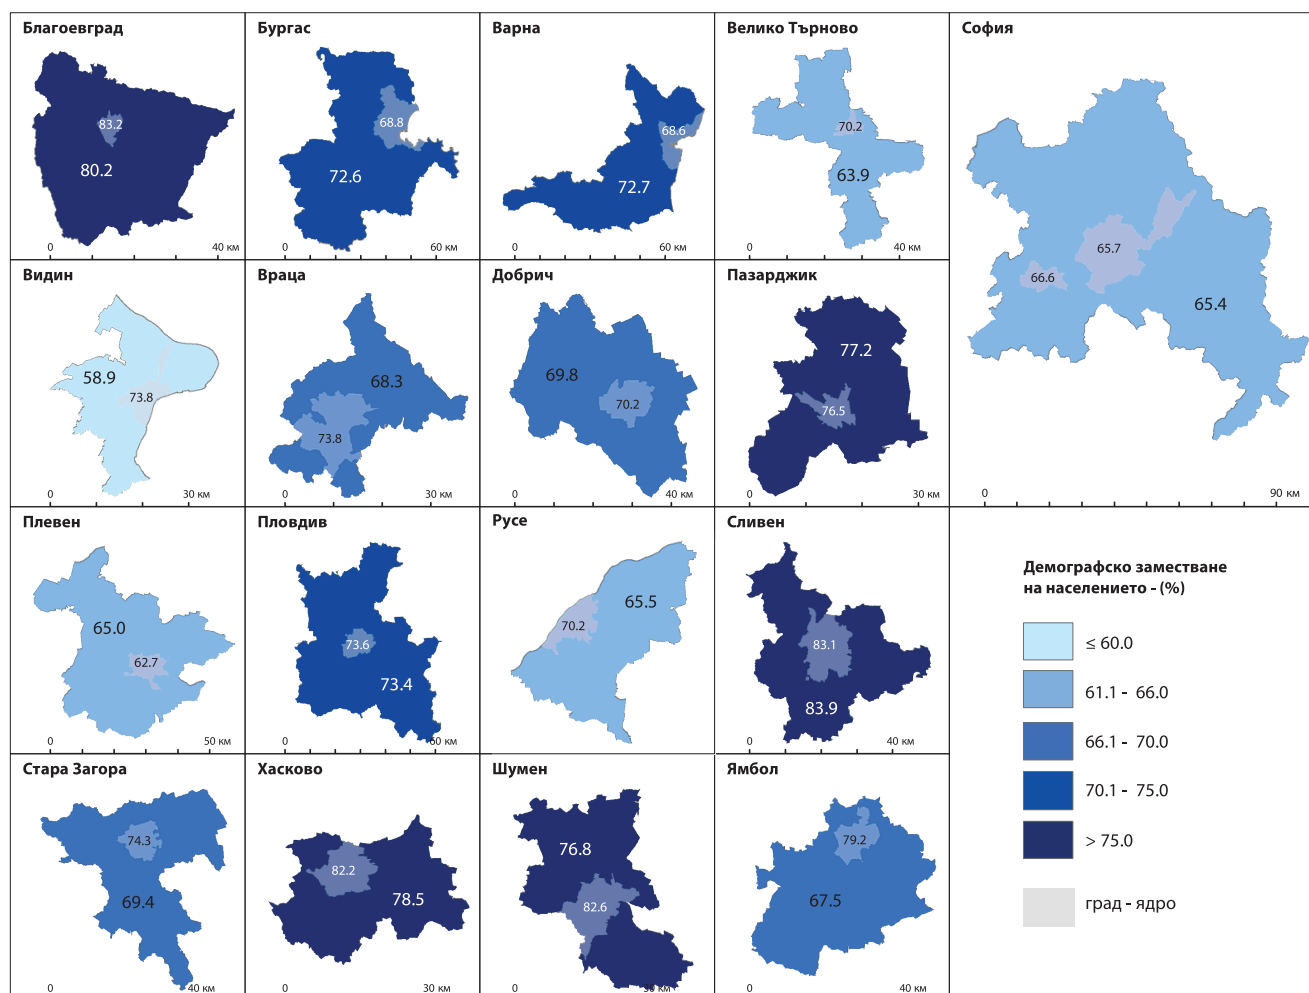 Благоевград
83.2
80.2
0
40 км
Бургас
68.8
72.6
0
60 км
Варна
68.6
72.7
0
60 км
Велико Търново
70.2
63.9
0
40 км
София
65.7
66.6
65.4
0
90 км
Видин
58.9
73.8
0
30 км
Враца
68.3
73.8
0
30 км
Добрич
69.8
70.2
0
40 км
Пазарджик
77.2
76.5
0
30 км
Плевен
65.0
62.7
0
50 км
Пловдив
73.6
73.4
0
60 км
Русе
65.5
70.2
Сливен
83.1
83.9
0
40 км
Стара Загора
74.3
69.4
0
40 км
Хасково
82.2
78.5
0
30 км
Шумен
76.8
82.6
0
30 км
Ямбол
79.2
67.5
0
40 км
Демографско заместване
на населението - (%)
≤ 60.0
61.1 - 66.0
66.1 - 70.0
70.1 - 75.0
> 75.0
град - ядро